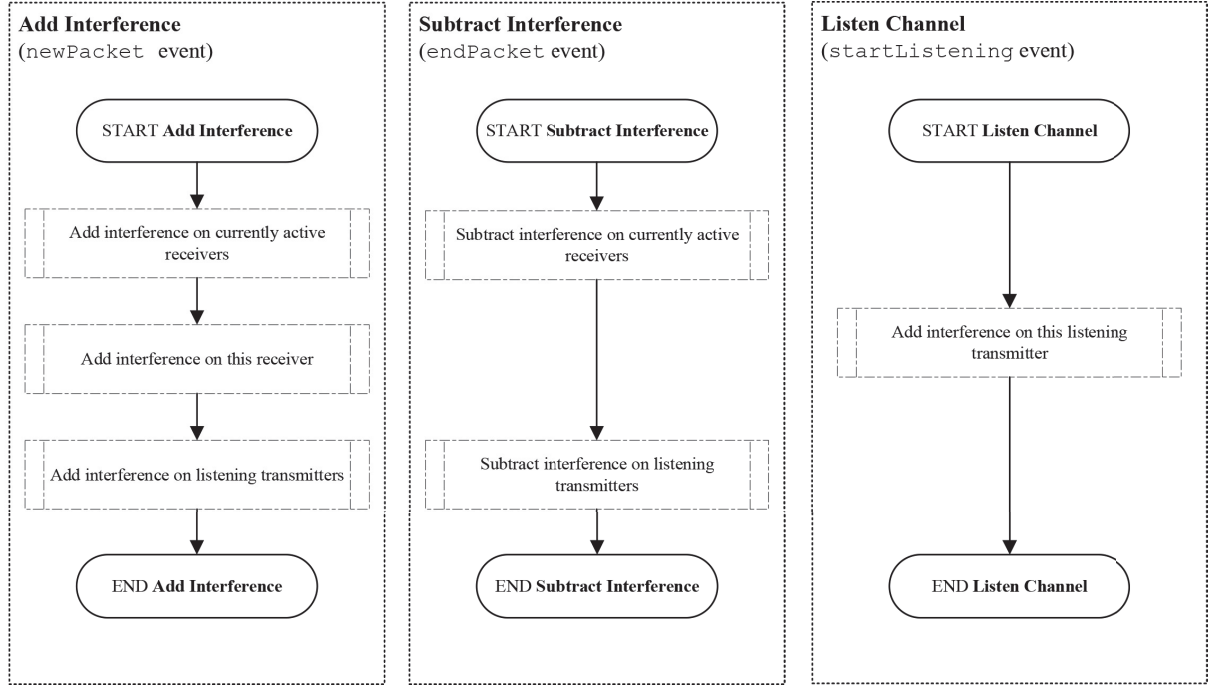 Add Interference
(newPacket event)
START Add Interference
Add interference on currently active
receivers
Add interference on this receiver
Add interference on listening transmitters
END Add Interference
Subtract Interference
(endPacket event)
START Subtract Interference
Subtract interference on currently active
receivers
Subtract interference on listening
transmitters
END Subtract Interference
Listen Channel
(startListening event)
START Listen Channel
Add interference on this listening
transmitter
END Listen Channel